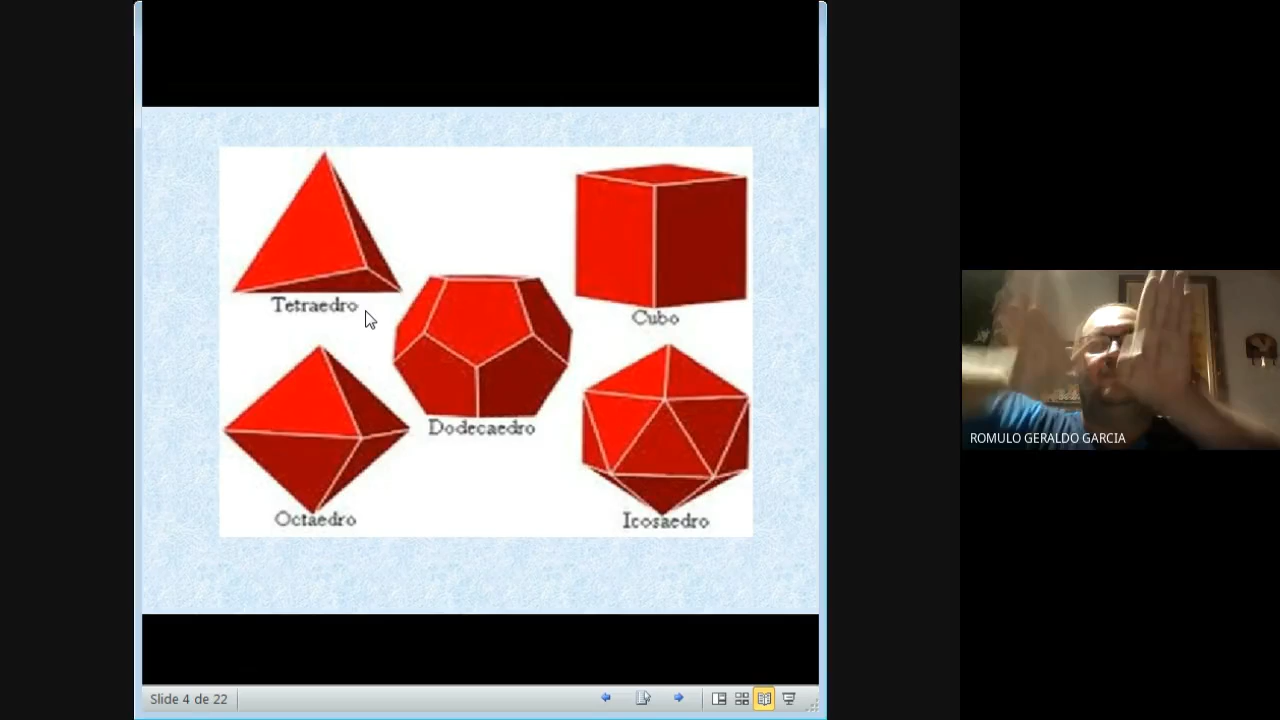 Tetraedro
Cubo
Dodecaedro
Octaedro
Icosaedro
ROMULO GERALDO GARCIA
Slide 4 de 22